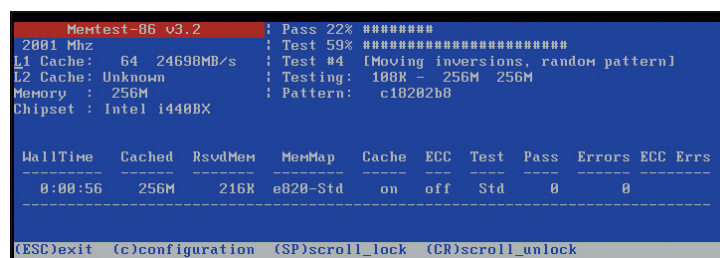 Memtest-86 v3.2 | Pass 22% ########
2001 Mhz | Test 59% #######################
L1 Cache: 64 24698MB/s | Test #4 [Moving inversions, random pattern]
L2 Cache: Unknown | Testing: 108K - 256M 256M
Memory : 256M | Pattern: c18202b8
Chipset : Intel i440BX
WallTime Cached RsvdMem MemMap Cache ECC Test Pass Errors ECC Errs
-------- ------ ------- -------- ----- --- ---- ---- ------ --------
0:00:56 256M 216K e820-Std on off Std 0 0
-----------------------------------------------------------------------------
(ESC)exit (c)configuration (SP)scroll_lock (CR)scroll_unlock